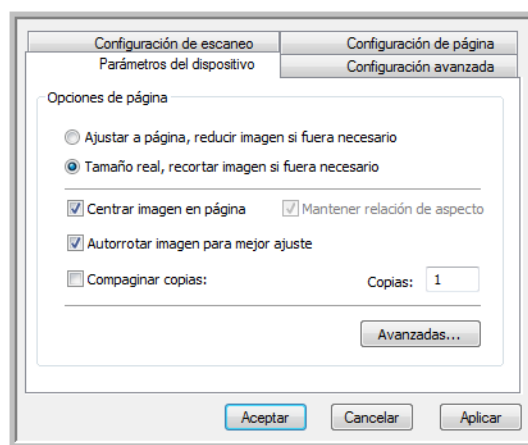 Configuración de escaneo
Configuración de página
Parámetros del dispositivo
Configuración avanzada
Opciones de página
Ajustar a página, reducir imagen si fuera necesario
Tamaño real, recortar imagen si fuera necesario
Centrar imagen en página
Mantener relación de aspecto
Autorrotar imagen para mejor ajuste
Compaginar copias:
Copias: 1
Avanzadas...
Aceptar
Cancelar
Aplicar